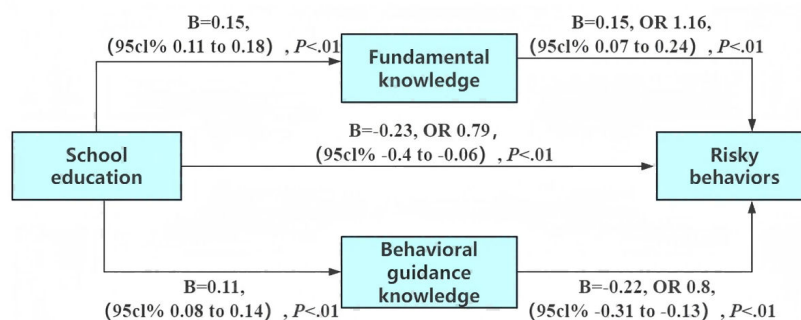 B=0.15,
(95cl% 0.11 to 0.18) , P<.01
Fundamental
knowledge
B=0.15, OR 1.16,
(95cl% 0.07 to 0.24) , P<.01
School
education
B=-0.23, OR 0.79,
(95cl% -0.4 to -0.06) , P<.01
Risky
behaviors
B=0.11,
(95cl% 0.08 to 0.14) , P<.01
Behavioral
guidance
knowledge
B=-0.22, OR 0.8,
(95cl% -0.31 to -0.13) , P<.01